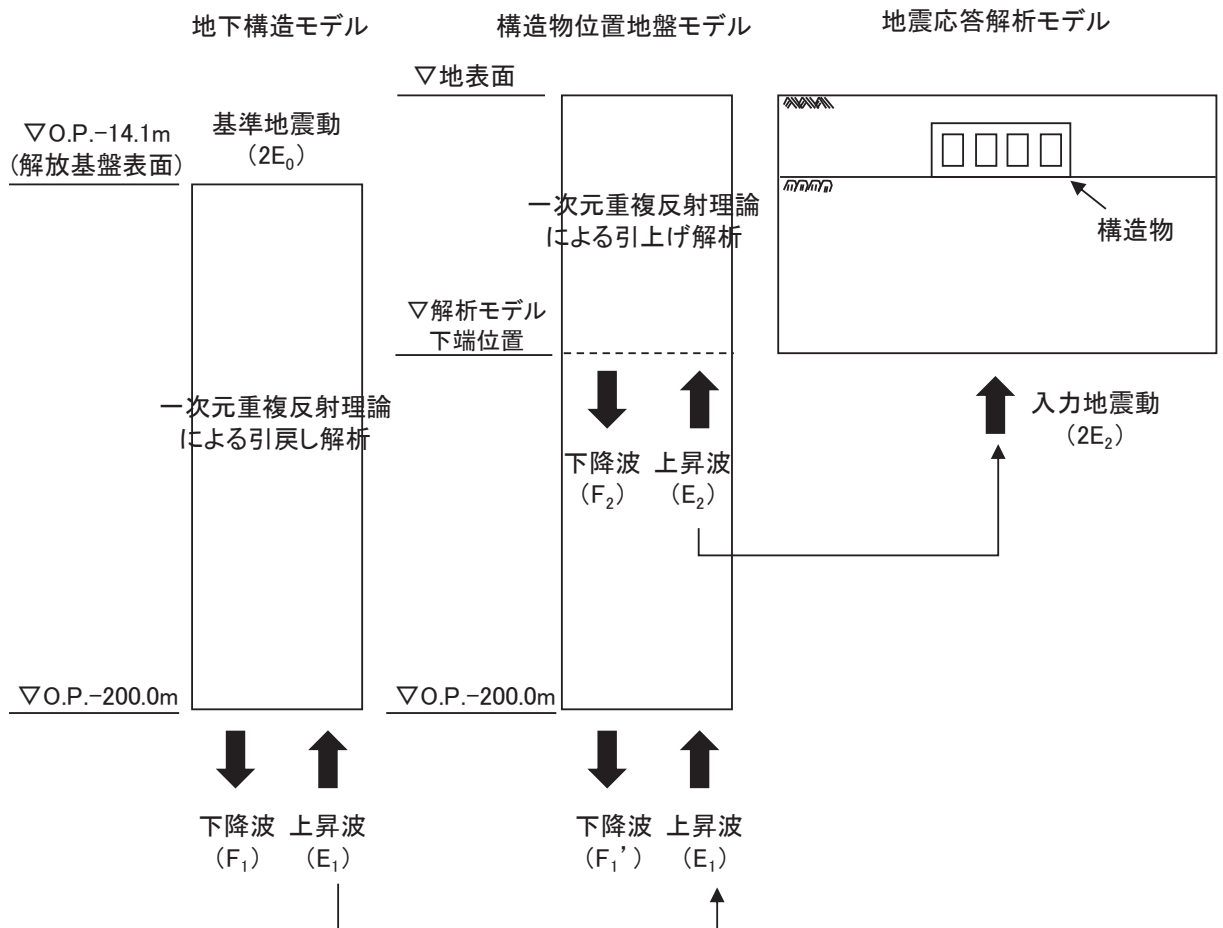 地下構造モデル
▽O.P.-14.1m
(解放基盤表面)
基準地震動
(2E₀)
一次元重複反射理論
による引戻し解析
▽O.P.-200.0m
下降波
(F₁)
上昇波
(E₁)
構造物位置地盤モデル
▽地表面
一次元重複反射理論
による引上げ解析
▽解析モデル
下端位置
下降波
(F₂)
上昇波
(E₂)
▽O.P.-200.0m
下降波
(F₁’)
上昇波
(E₁)
地震応答解析モデル
構造物
入力地震動
(2E₂)